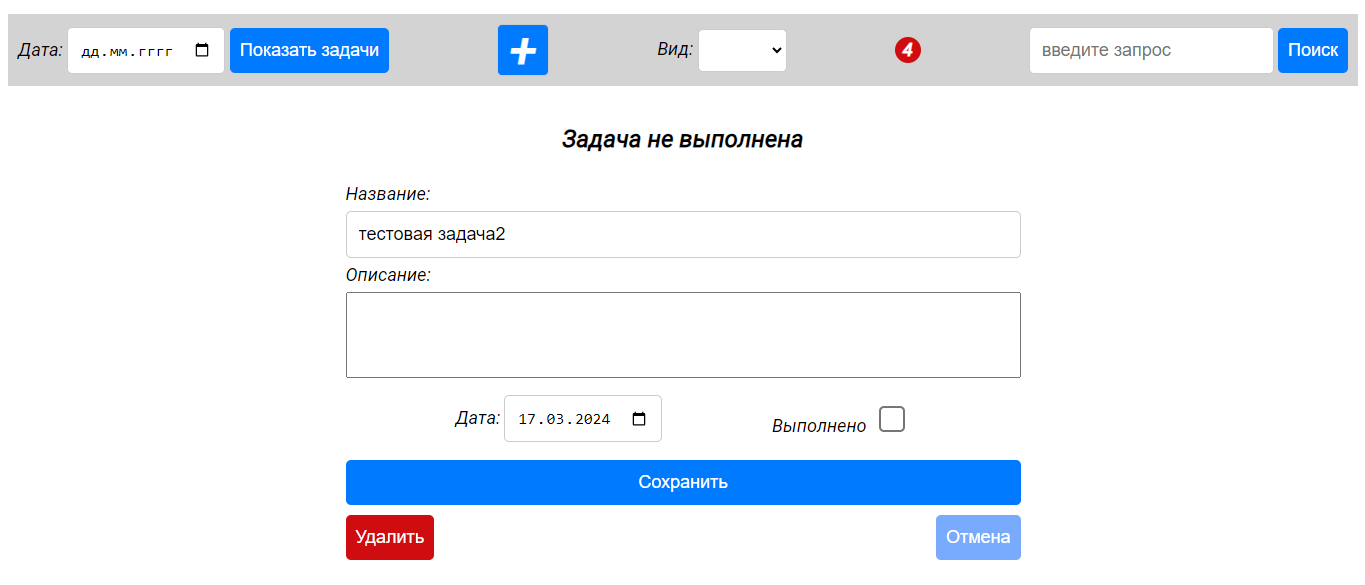 Дата: дд.мм.гггг Показать задачи + Вид: 4 введите запрос Поиск
Задача не выполнена
Название:
тестовая задача2
Описание:
Дата: 17.03.2024 Выполнено
Сохранить
Удалить Отмена